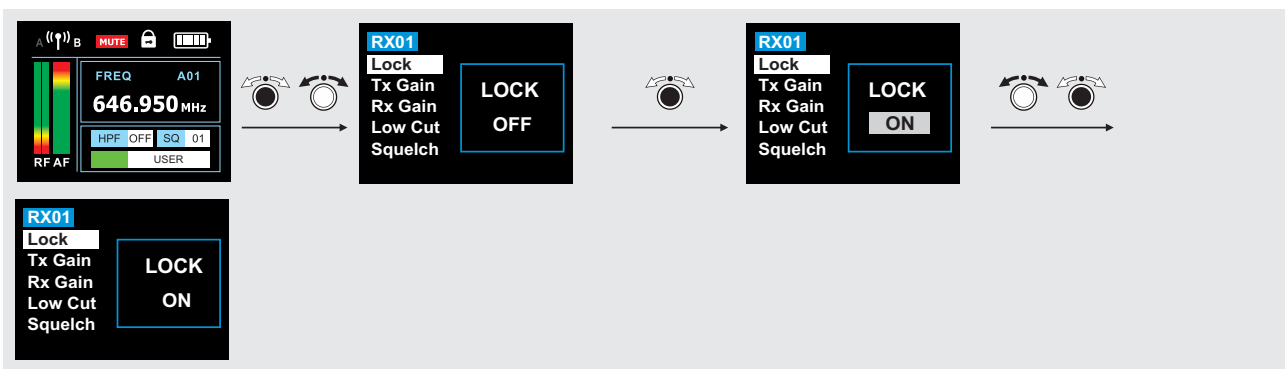 A B MUTE
FREQ A01
646.950 MHz
HPF OFF SQ 01
USER
RF AF
RX01
Lock
Tx Gain
Rx Gain
Low Cut
Squelch
LOCK
OFF
RX01
Lock
Tx Gain
Rx Gain
Low Cut
Squelch
LOCK
ON
RX01
Lock
Tx Gain
Rx Gain
Low Cut
Squelch
LOCK
ON